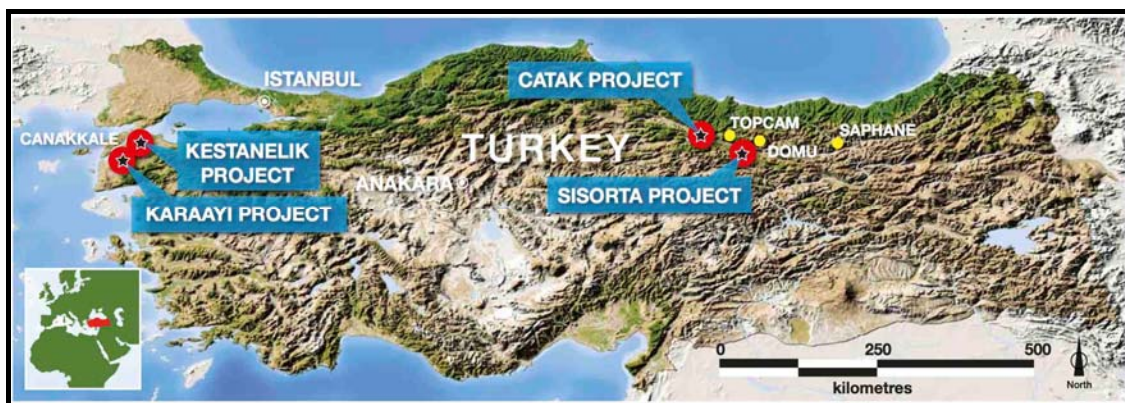 ISTANBUL
CATAK PROJECT
CANAKKALE
TOPCAM
SAPHANE
KESTANELIK
PROJECT
TURKEY
DOMU
ANAKARA
SISORTA PROJECT
KARAAYI PROJECT
0 250 500
kilometres
North